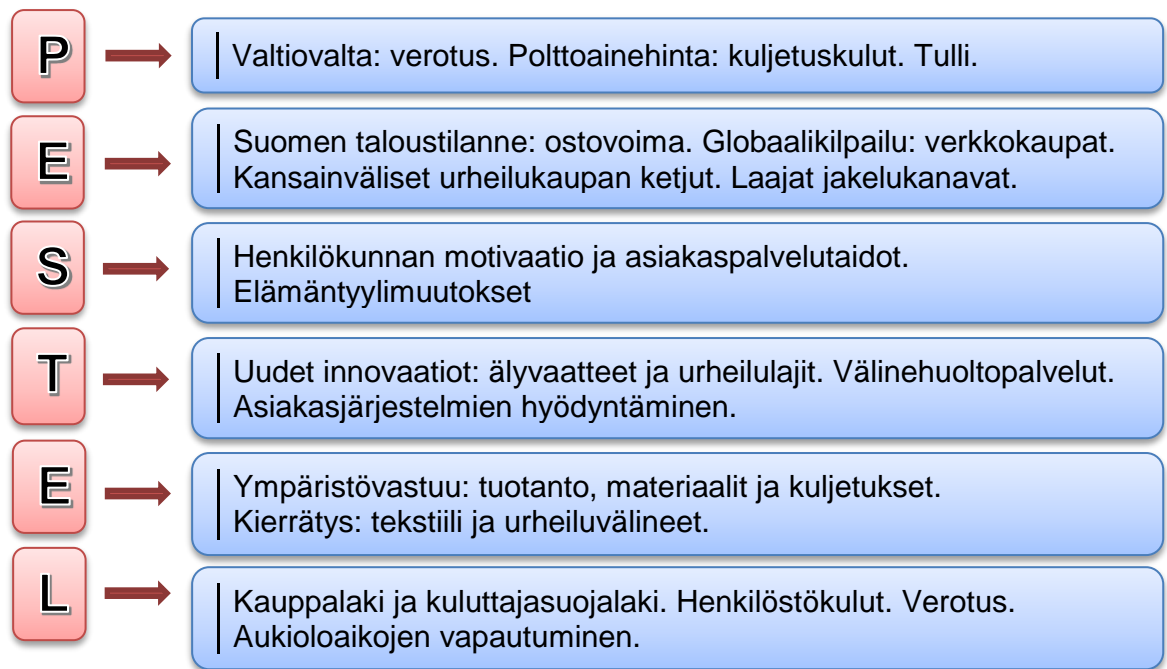 P
Valtiovalta: verotus. Polttoainehinta: kuljetuskulut. Tulli.
E
Suomen taloustilanne: ostovoima. Globaalikilpailu: verkkokaupat.
Kansainväliset urheilukaupan ketjut. Laajat jakelukanavat.
S
Henkilökunnan motivaatio ja asiakaspalvelutaidot.
Elämäntyylimuutokset
T
Uudet innovaatiot: älyvaatteet ja urheilulajit. Välinehuoltopalvelut.
Asiakasjärjestelmien hyödyntäminen.
E
Ympäristövastuu: tuotanto, materiaalit ja kuljetukset.
Kierrätys: tekstiili ja urheiluvälineet.
L
Kauppalaki ja kuluttajasuojalaki. Henkilöstökulut. Verotus.
Aukioloaikojen vapautuminen.